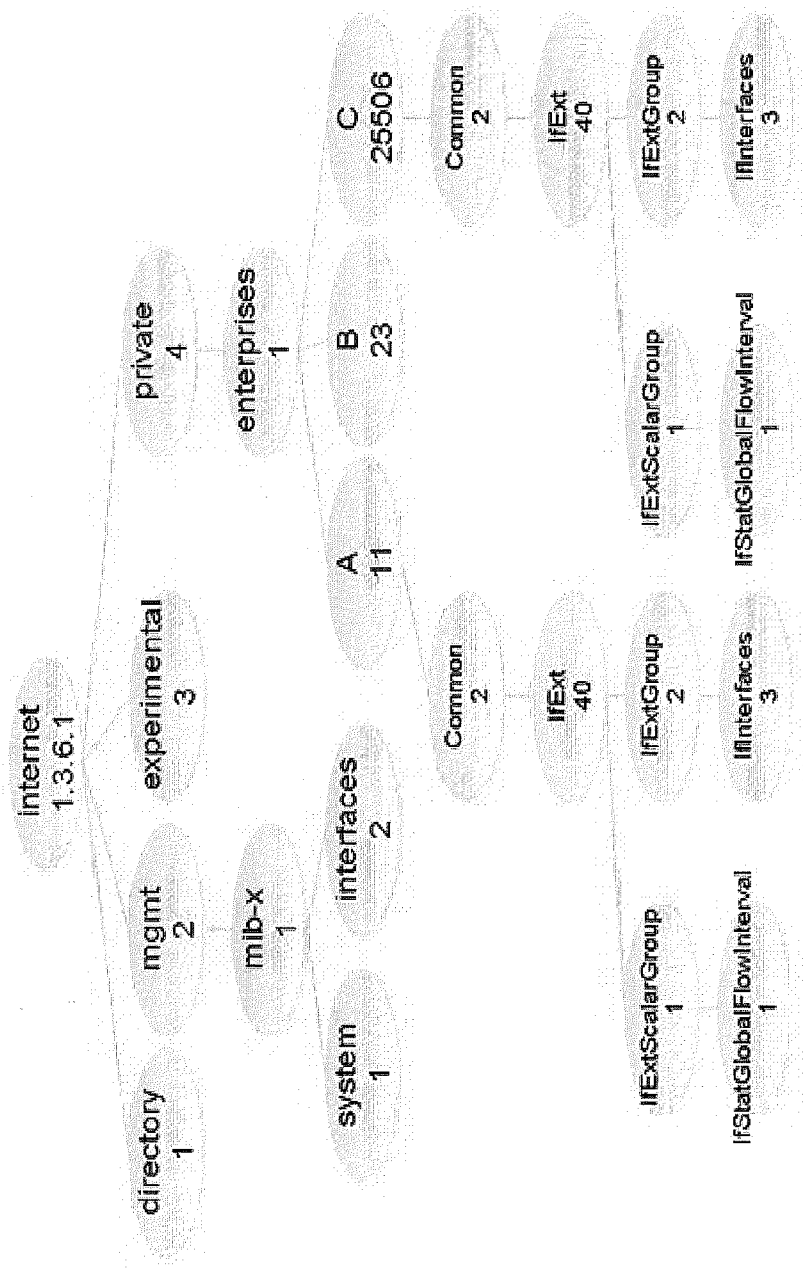 internet
1.3.6.1
directory
1
mgmt
2
experimental
3
private
4
mib-x
1
enterprises
1
system
1
interfaces
2
A
11
B
23
C
25506
Common
2
Common
2
IfExt
40
IfExt
40
IfExtScalarGroup
1
IfExtGroup
2
IfExtScalarGroup
1
IfExtGroup
2
IfStatGlobalFlowInterval
1
IfInterfaces
3
IfStatGlobalFlowInterval
1
IfInterfaces
3